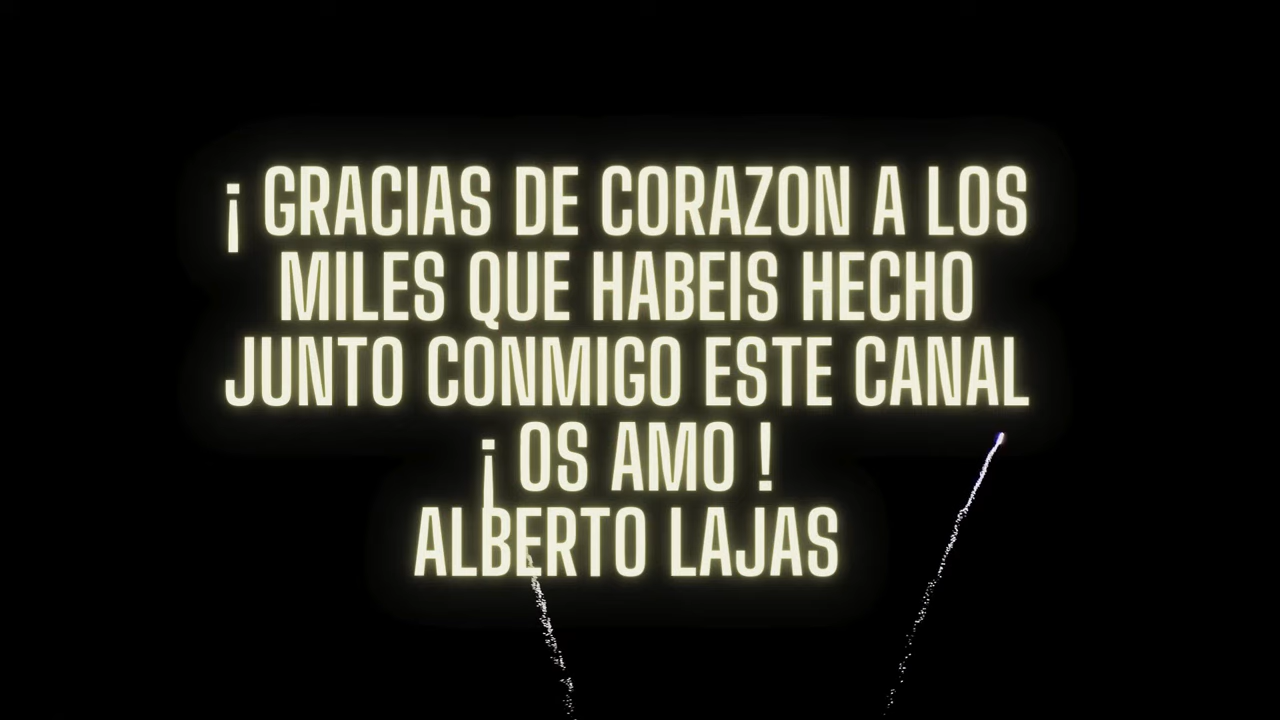 ¡ GRACIAS DE CORAZON A LOS
MILES QUE HABEIS HECHO
JUNTO CONMIGO ESTE CANAL
¡ OS AMO !
ALBERTO LAJAS